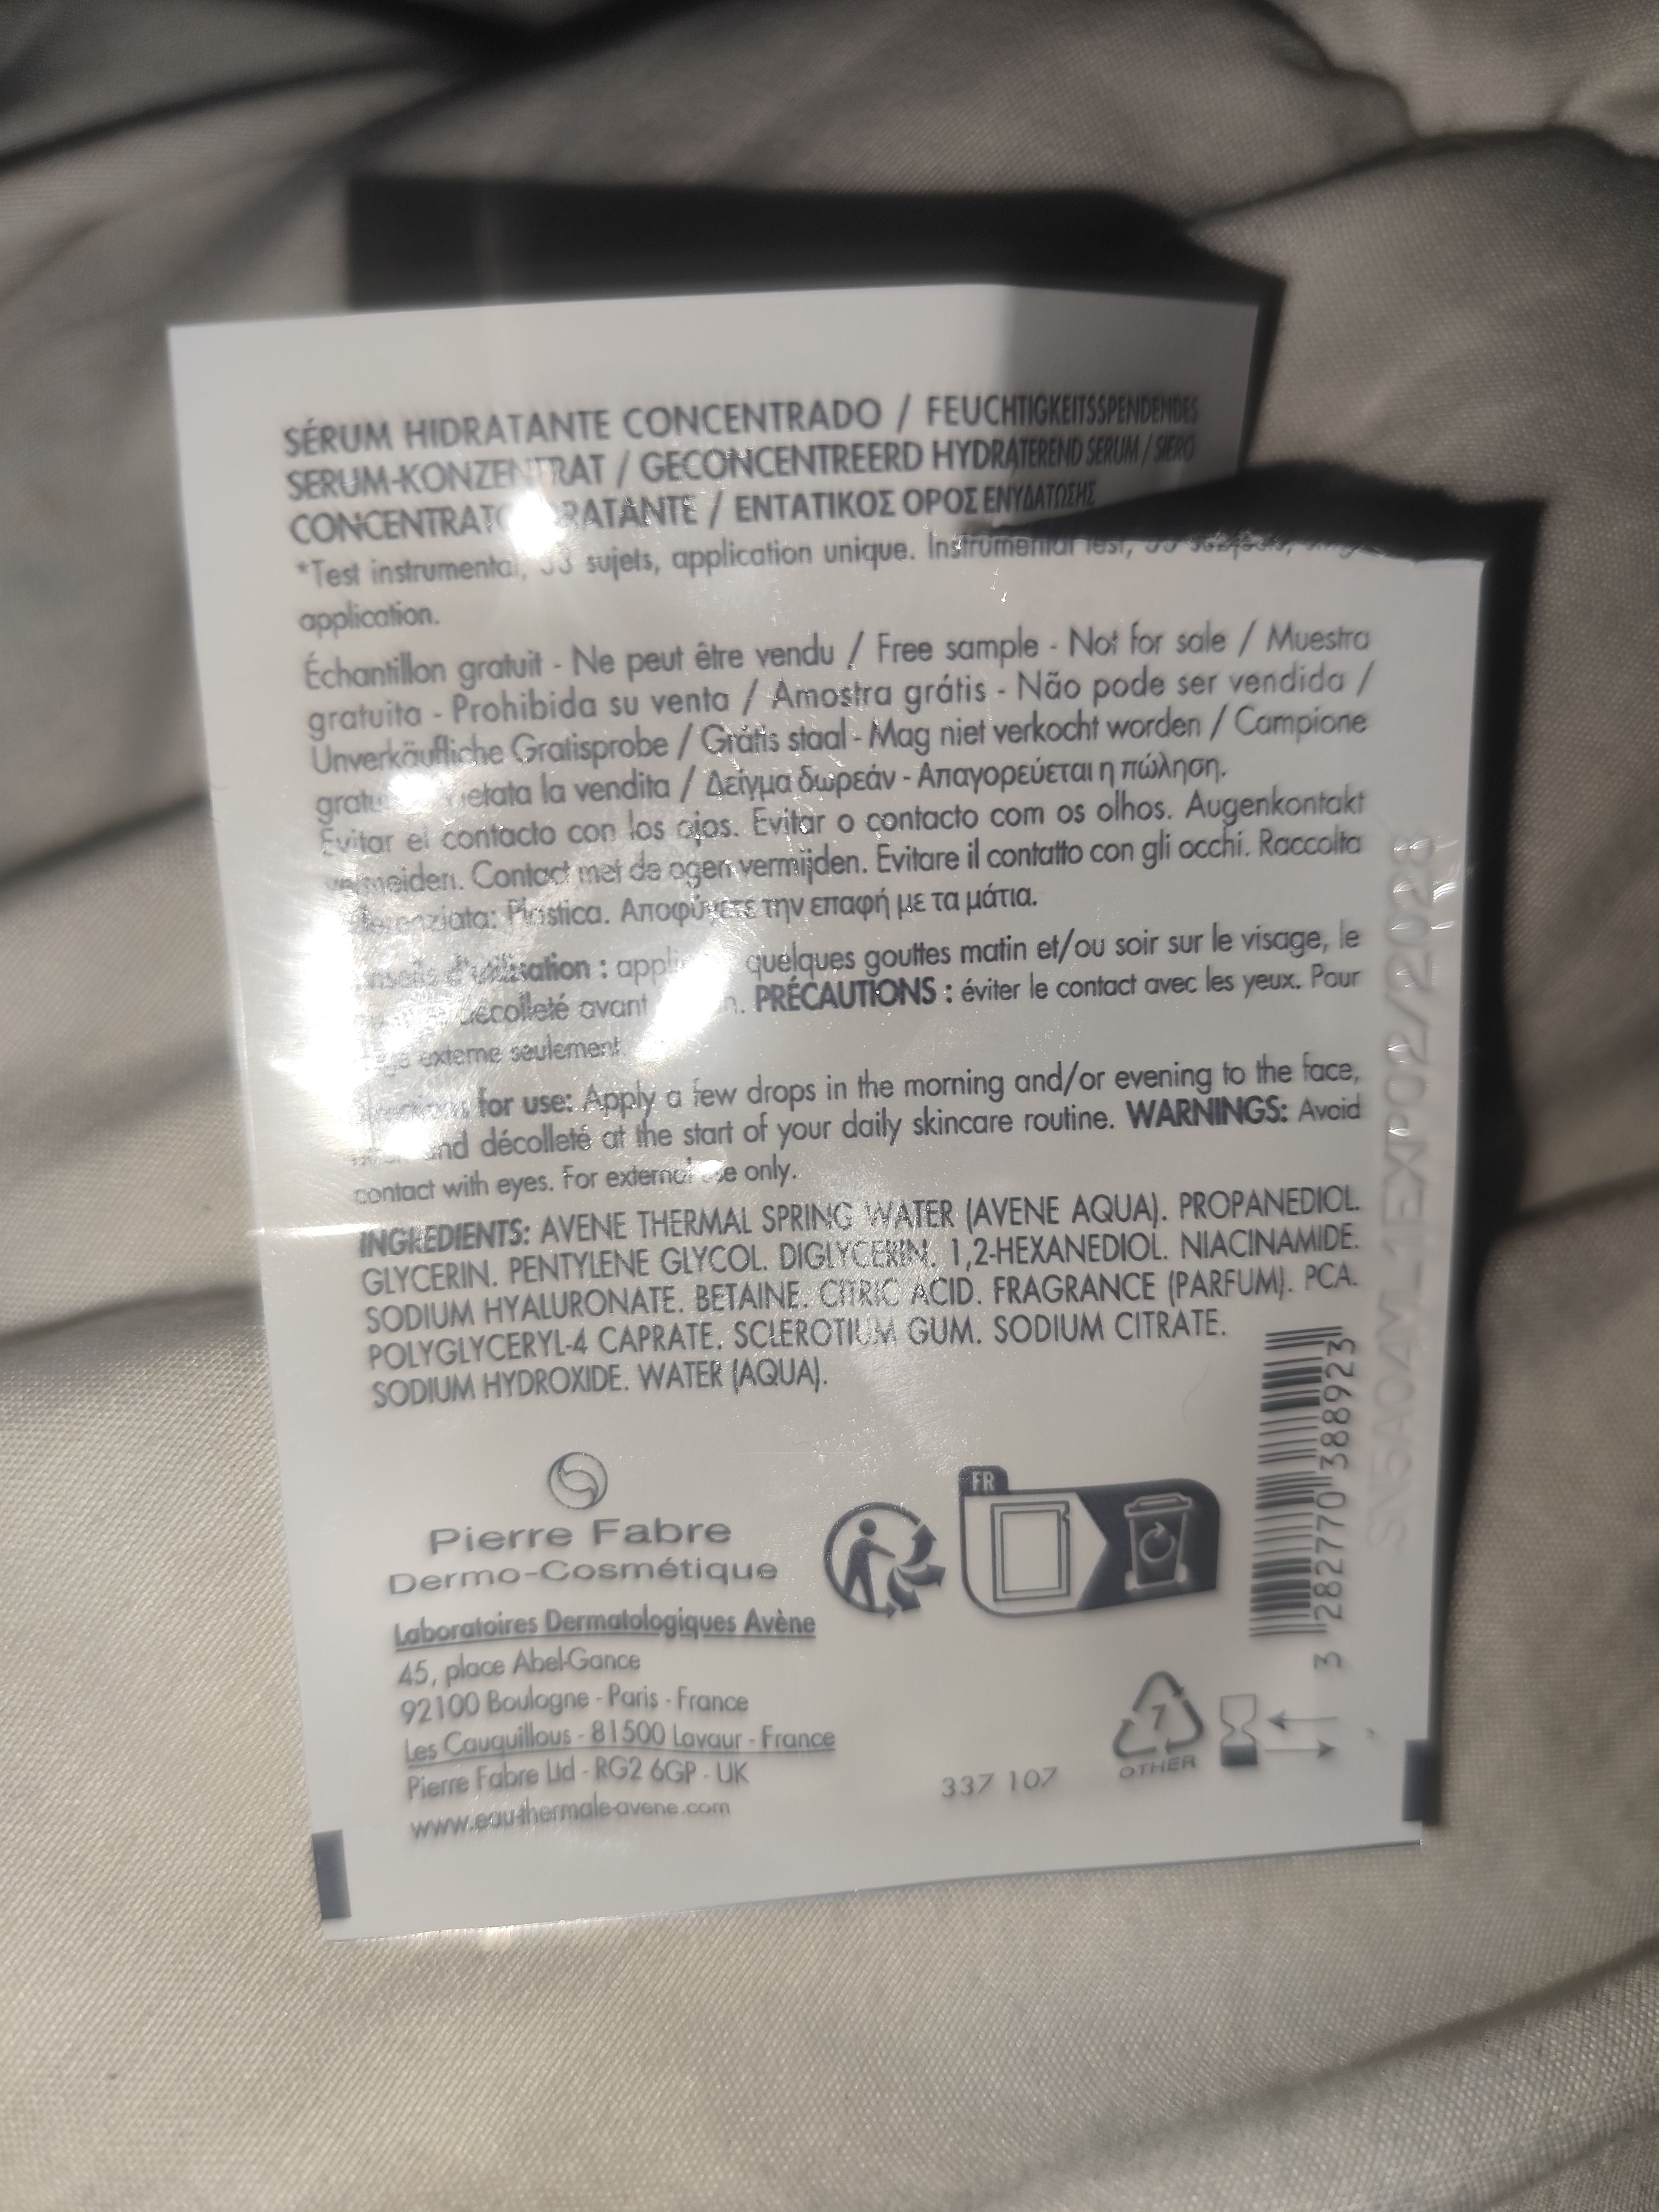 SÉRUM HIDRATANTE CONCENTRADO / FEUCHTIGKEITSSPENDENDES
SERUM-KONZENTRAT / GECONCENTREERD HYDRATEREND SERUM / SIERO
/ ΕΝΤΑΤΙΚΟΣ ΟΡΟΣ ΕΝΥΔΑΤΩΣΗΣ
*Test instrumental, sujets, application unique. Instrumental test,
application.
Échantillon gratuit - Ne peut être vendu / Free sample - Not for sale / Muestra
gratuita - Prohibida su venta / Amostra grátis - Não pode ser vendida /
Unverkäufliche Gratisprobe / Gratis staal - Mag niet verkocht worden / Campione
la vendita / Δείγμα δωρεάν - Απαγορεύεται η πώληση.
Evitar el contacto con los ojos. Evitar o contacto com os olhos. Augenkontakt
vermeiden. Contact met de ogen vermijden. Evitare il contatto con gli occhi. Raccolta
Plastica. Αποφύγετε την επαφή με τα μάτια.
d'utilisation : quelques gouttes matin et/ou soir sur le visage, le
décolleté avant PRÉCAUTIONS : éviter le contact avec les yeux. Pour
externe seulement.
for use: Apply a few drops in the morning and/or evening to the face,
and décolleté at the start of your daily skincare routine. WARNINGS: Avoid
contact with eyes. For external use only.
INGREDIENTS: AVENE THERMAL SPRING WATER (AVENE AQUA). PROPANEDIOL.
GLYCERIN. PENTYLENE GLYCOL. DIGLYCERIN. 1,2-HEXANEDIOL. NIACINAMIDE.
SODIUM HYALURONATE. BETAINE. CITRIC ACID. FRAGRANCE (PARFUM). PCA.
POLYGLYCERYL-4 CAPRATE. SCLEROTIUM GUM. SODIUM CITRATE.
SODIUM HYDROXIDE. WATER (AQUA).
Pierre Fabre
Dermo-Cosmétique
Laboratoires Dermatologiques Avène
45, place Abel-Gance
92100 Boulogne - Paris - France
Les Cauquillous - 81500 Lavaur - France
Pierre Fabre Ltd - RG2 6GP - UK
www.eau-thermale-avene.com
FR
337 107
7
OTHER
3 282770 388923
EXP02/2028